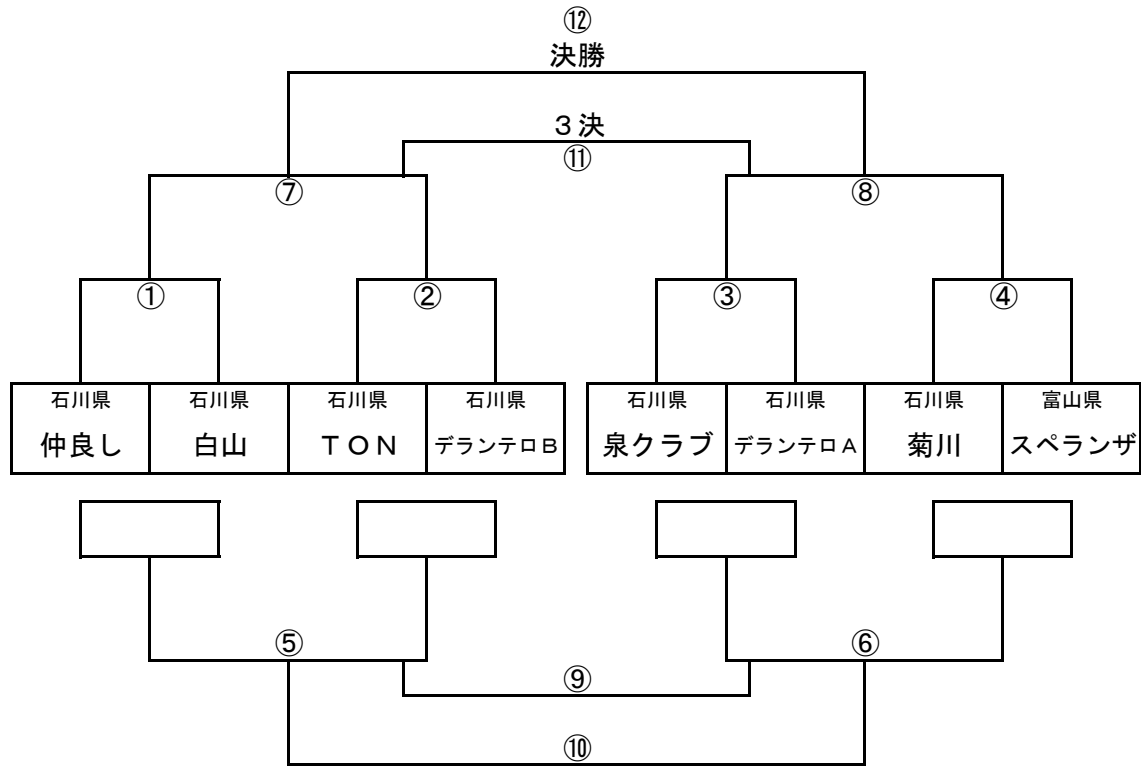 ⑫
決勝
３決
⑪
⑦ ⑧
① ② ③ ④
石川県 石川県 石川県 石川県 石川県 石川県 石川県 富山県
仲良し 白山 ＴＯＮ デランテロＢ 泉クラブ デランテロＡ 菊川 スペランザ
⑤ ⑥
⑨
⑩